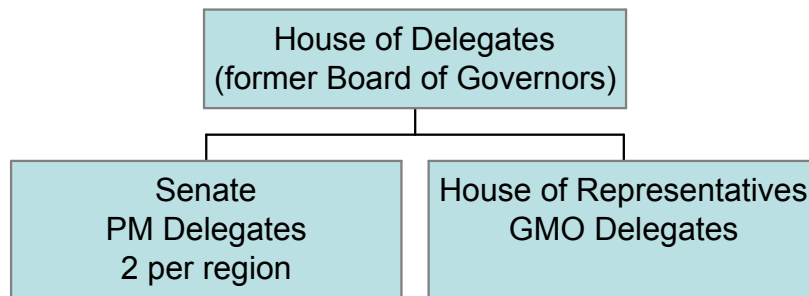 House of Delegates
(former Board of Governors)
Senate
PM Delegates
2 per region
House of Representatives
GMO Delegates